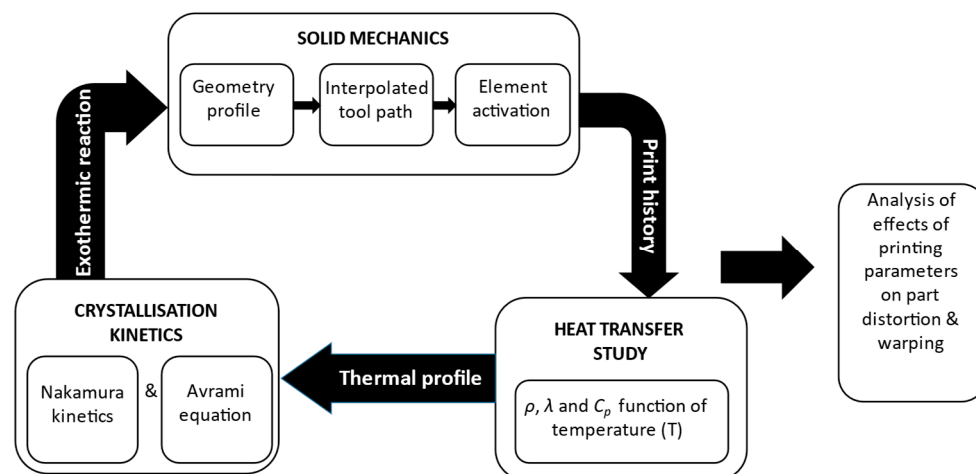 SOLID MECHANICS
Geometry
profile
Interpolated
tool path
Element
activation
Exothermic reaction
Print history
Analysis of
effects of
printing
parameters
on part
distortion &
warping
CRYSTALLISATION
KINETICS
Nakamura
kinetics
&
Avrami
equation
Thermal profile
HEAT TRANSFER
STUDY
ρ, λ and Cₚ function of
temperature (T)